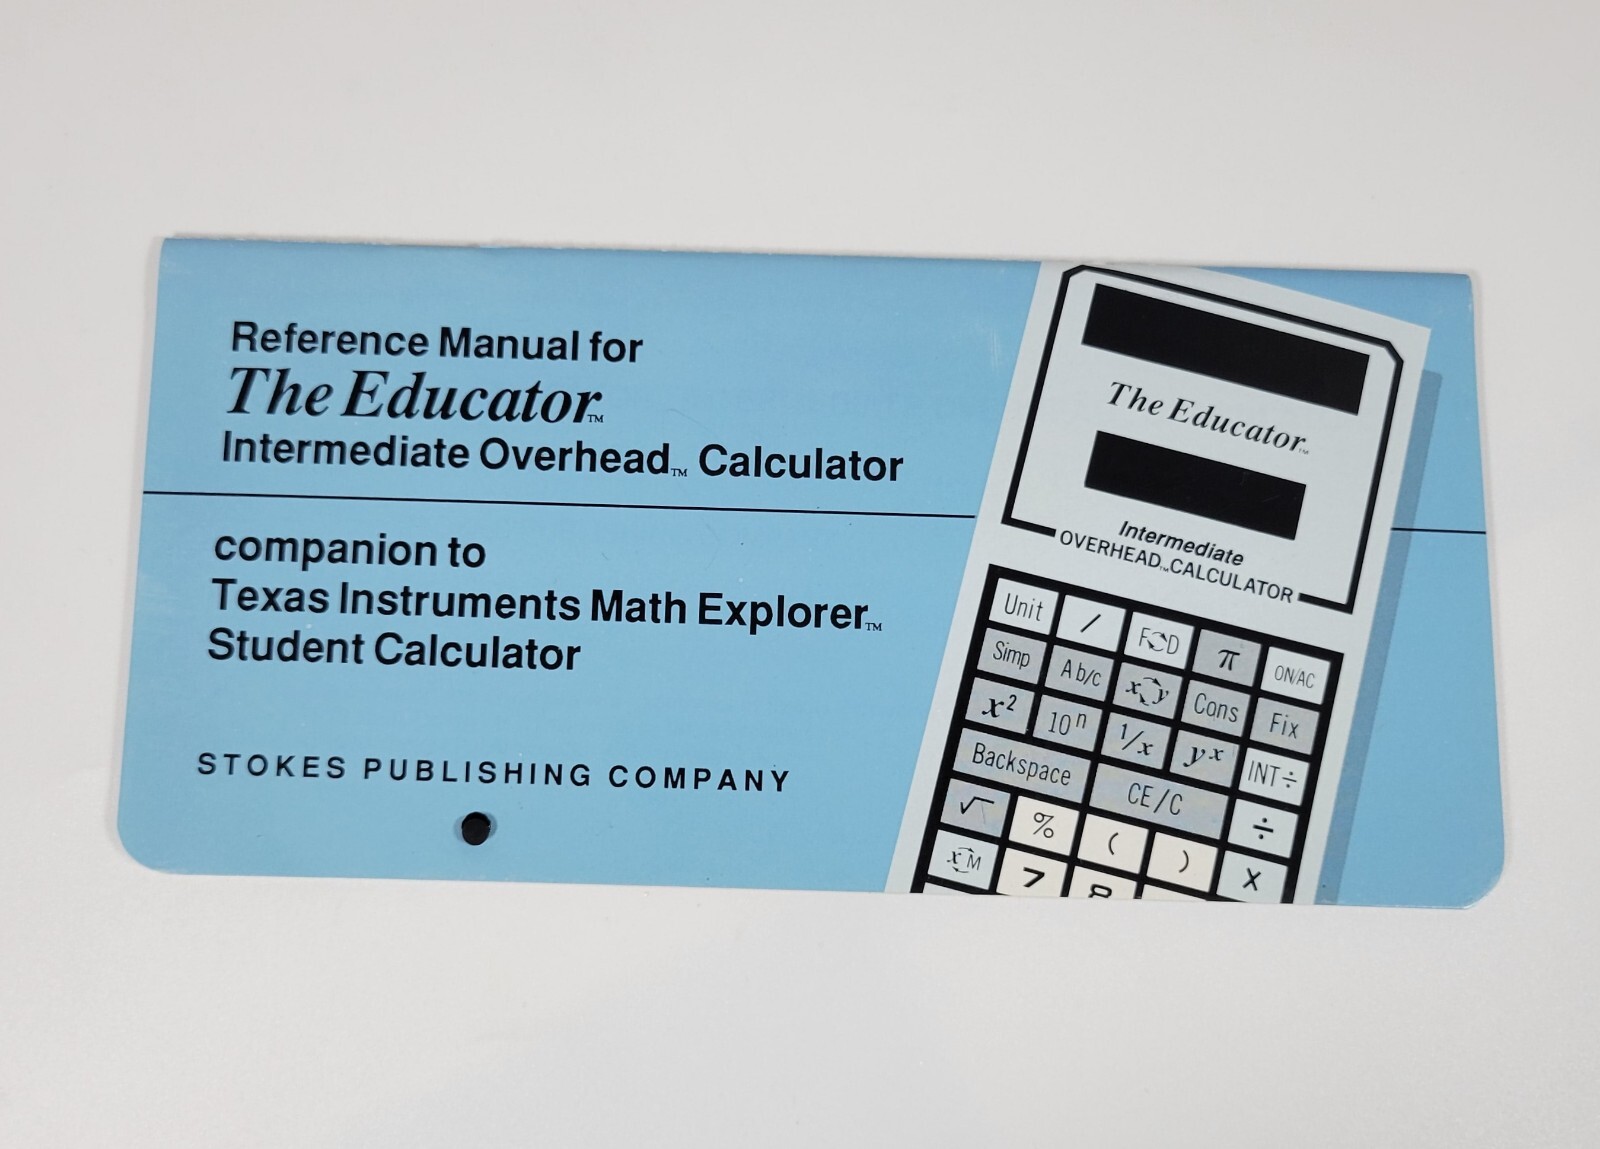 Reference Manual for
The Educator™
Intermediate Overhead™ Calculator
companion to
Texas Instruments Math Explorer™
Student Calculator
STOKES PUBLISHING COMPANY
The Educator™
Intermediate
OVERHEAD™ CALCULATOR
Unit / F⇄D π ON/AC
Simp Ab/c x⇄y Cons Fix
x² 10ⁿ 1/x yˣ INT÷
Backspace CE/C ÷
√ % ( ) X
x⇄M 7 8